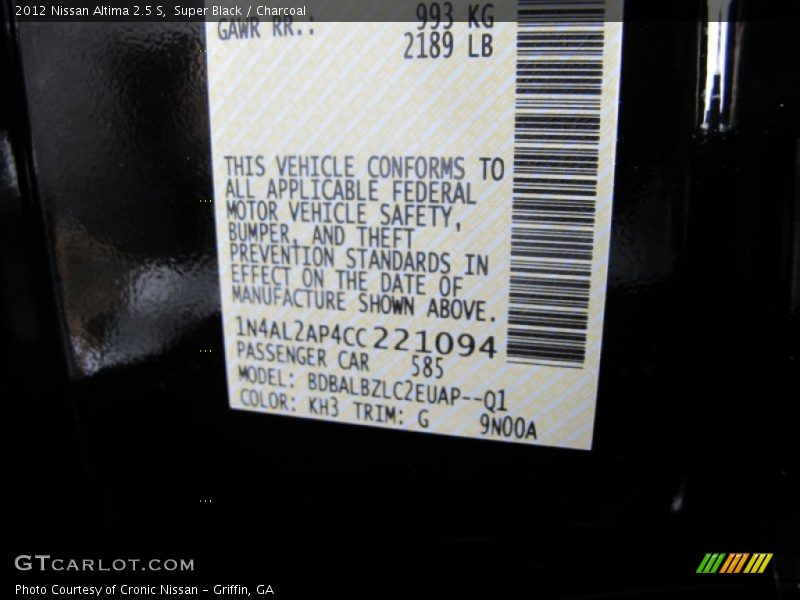 2012 Nissan Altima 2.5 S, Super Black / Charcoal
GAWR RR.: 993 KG
2189 LB
THIS VEHICLE CONFORMS TO
ALL APPLICABLE FEDERAL
MOTOR VEHICLE SAFETY,
BUMPER, AND THEFT
PREVENTION STANDARDS IN
EFFECT ON THE DATE OF
MANUFACTURE SHOWN ABOVE.
1N4AL2AP4CC221094
PASSENGER CAR 585
MODEL: BDBALBZLC2EUAP--Q1
COLOR: KH3 TRIM: G 9N00A
GTCARLOT.COM
Photo Courtesy of Cronic Nissan - Griffin, GA